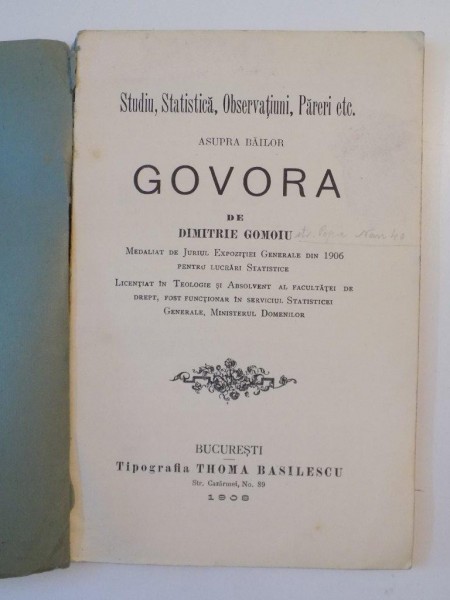 Studiu, Statistică, Observațiuni, Păreri etc.
ASUPRA BĂILOR
GOVORA
DE
DIMITRIE GOMOIU
MEDALIAT DE JURIUL EXPOZIȚIEI GENERALE DIN 1906
PENTRU LUCRĂRI STATISTICE
LICENȚIAT ÎN TEOLOGIE ȘI ABSOLVENT AL FACULTĂȚEI DE
DREPT, FOST FUNCȚIONAR ÎN SERVICIUL STATISTICEI
GENERALE, MINISTERUL DOMENILOR
BUCUREȘTI
Tipografia THOMA BASILESCU
Str. Cazărmei, No. 89
1908